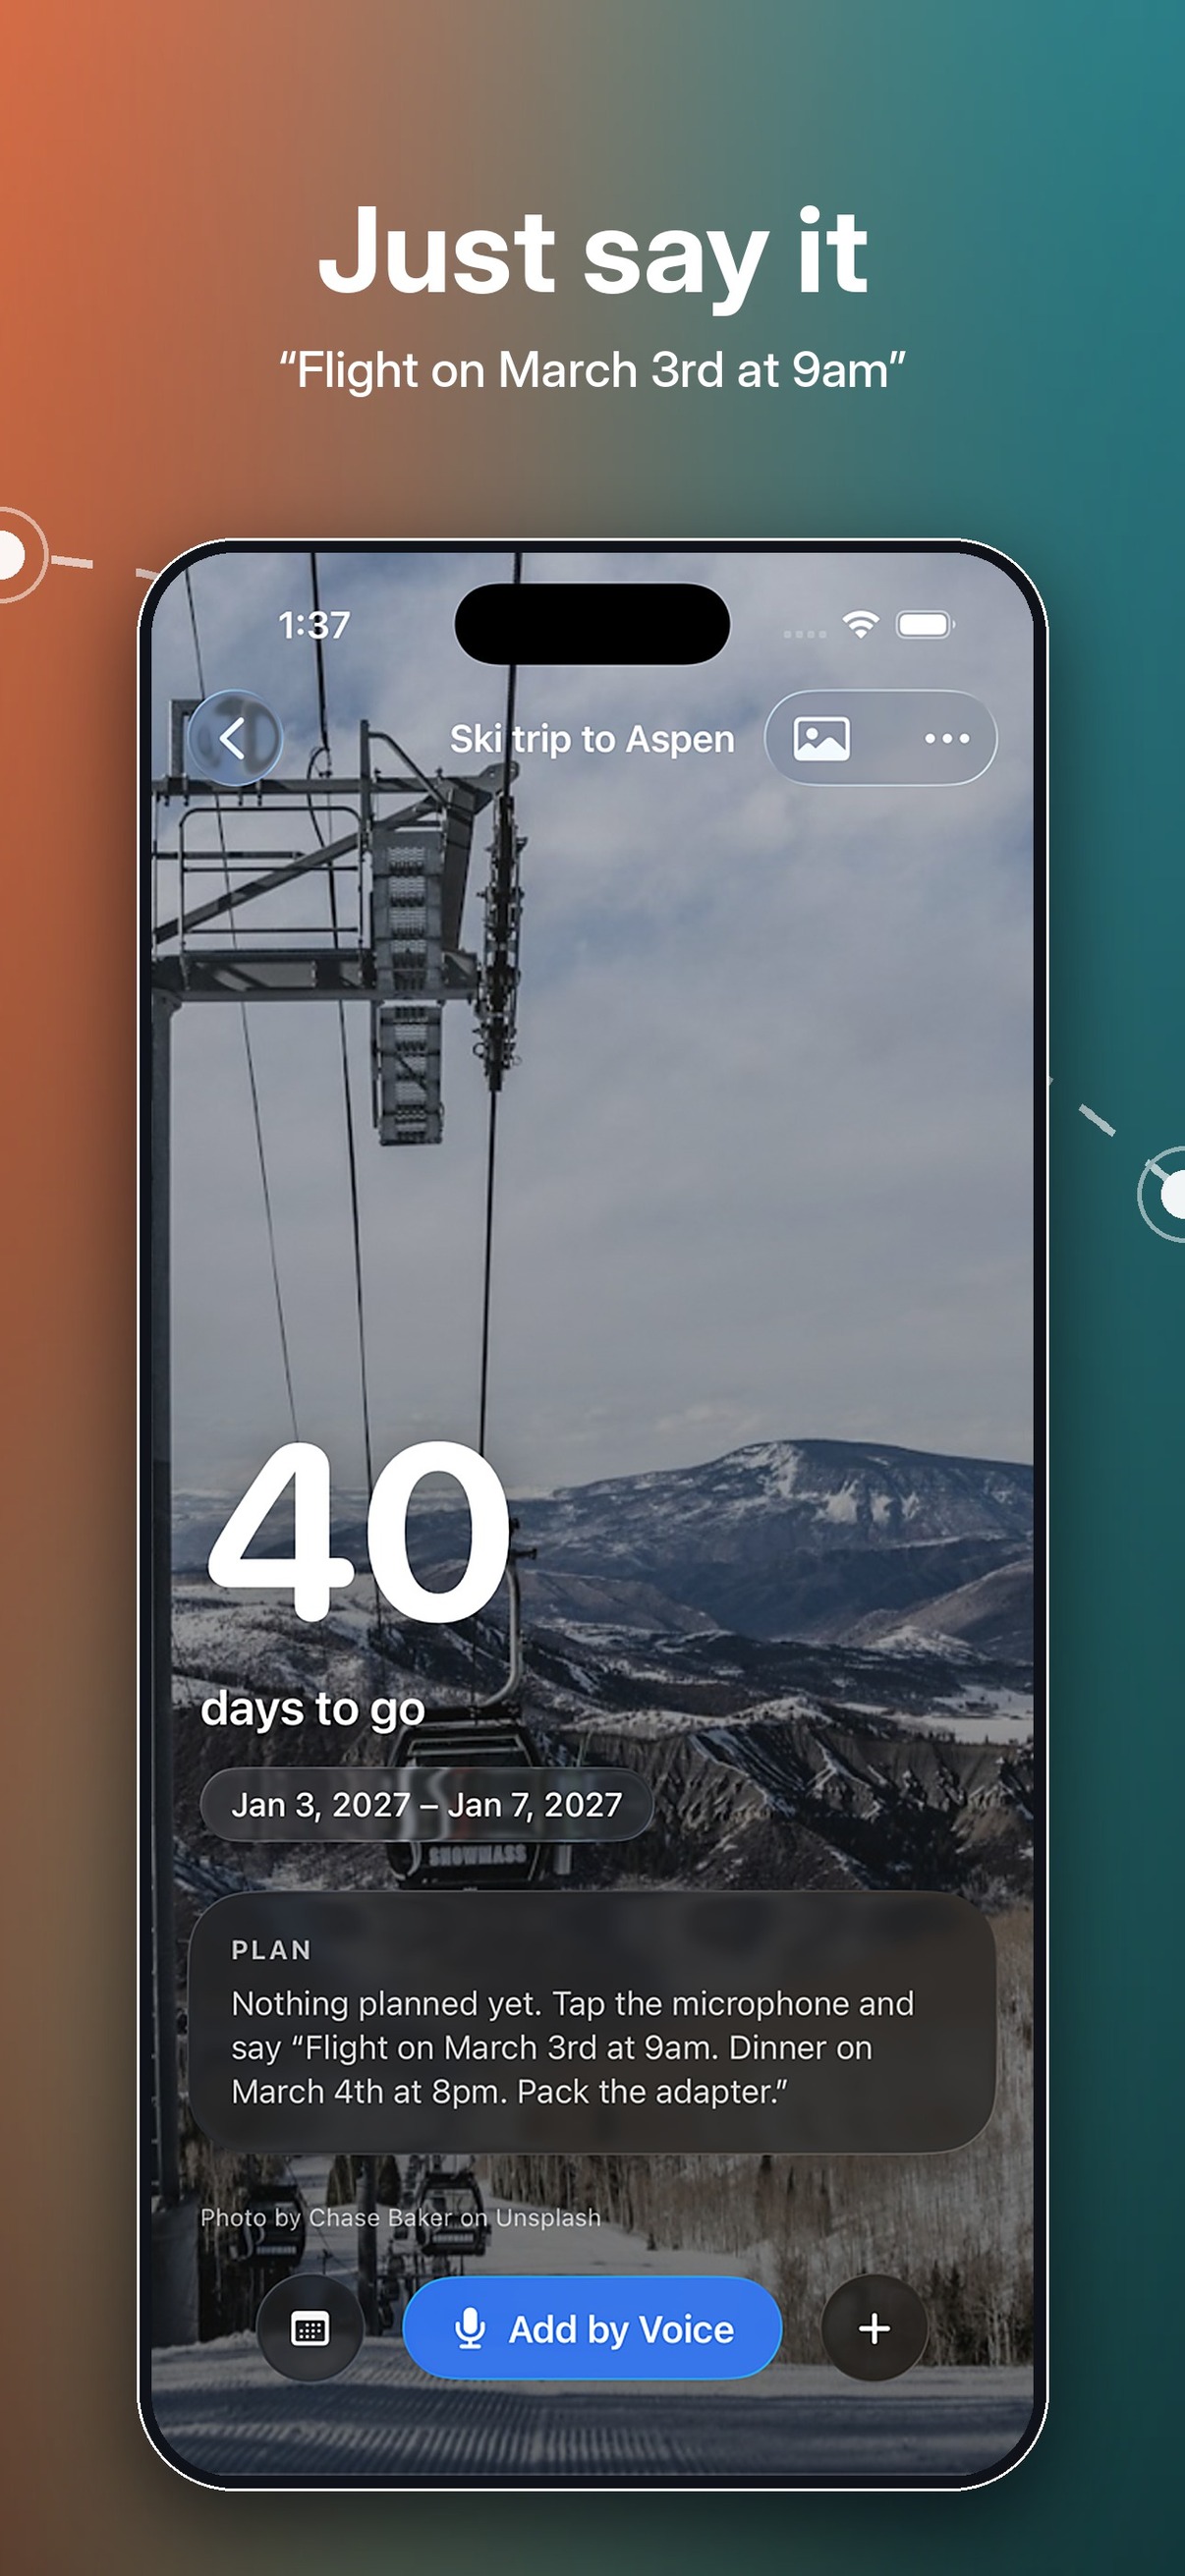 Just say it
“Flight on March 3rd at 9am”
1:37
Ski trip to Aspen
40
days to go
Jan 3, 2027 – Jan 7, 2027
SNOWMASS
PLAN
Nothing planned yet. Tap the microphone and
say “Flight on March 3rd at 9am. Dinner on
March 4th at 8pm. Pack the adapter.”
Photo by Chase Baker on Unsplash
Add by Voice